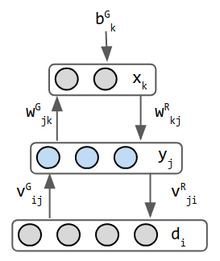 b^G_k
x_k
w^G_jk w^R_kj
y_j
v^G_ij v^R_ji
d_i